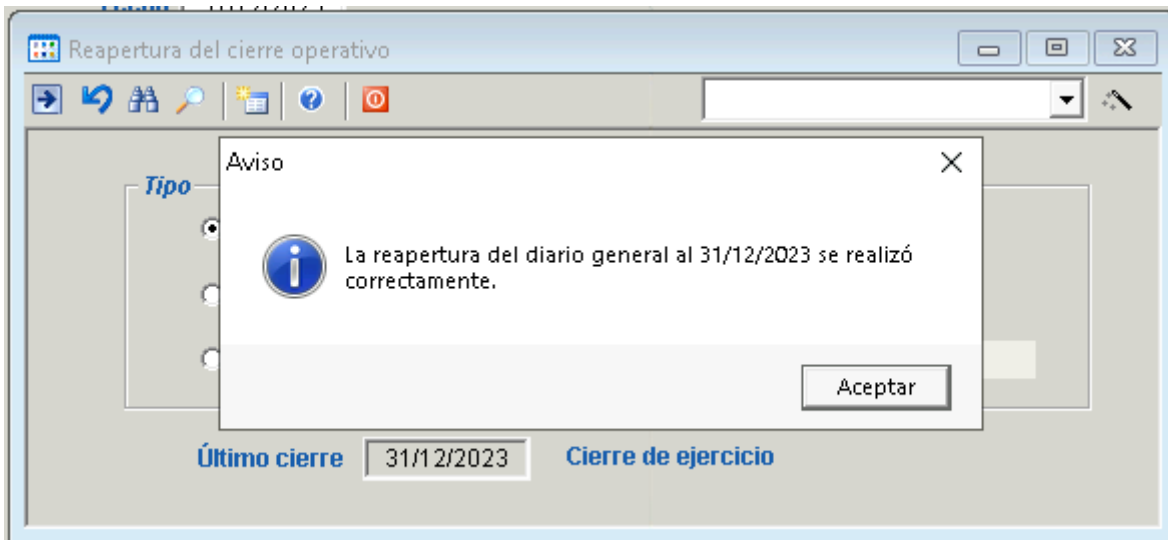 Reapertura del cierre operativo
Aviso
Tipo
La reapertura del diario general al 31/12/2023 se realizó
correctamente.
Aceptar
Último cierre 31/12/2023 Cierre de ejercicio